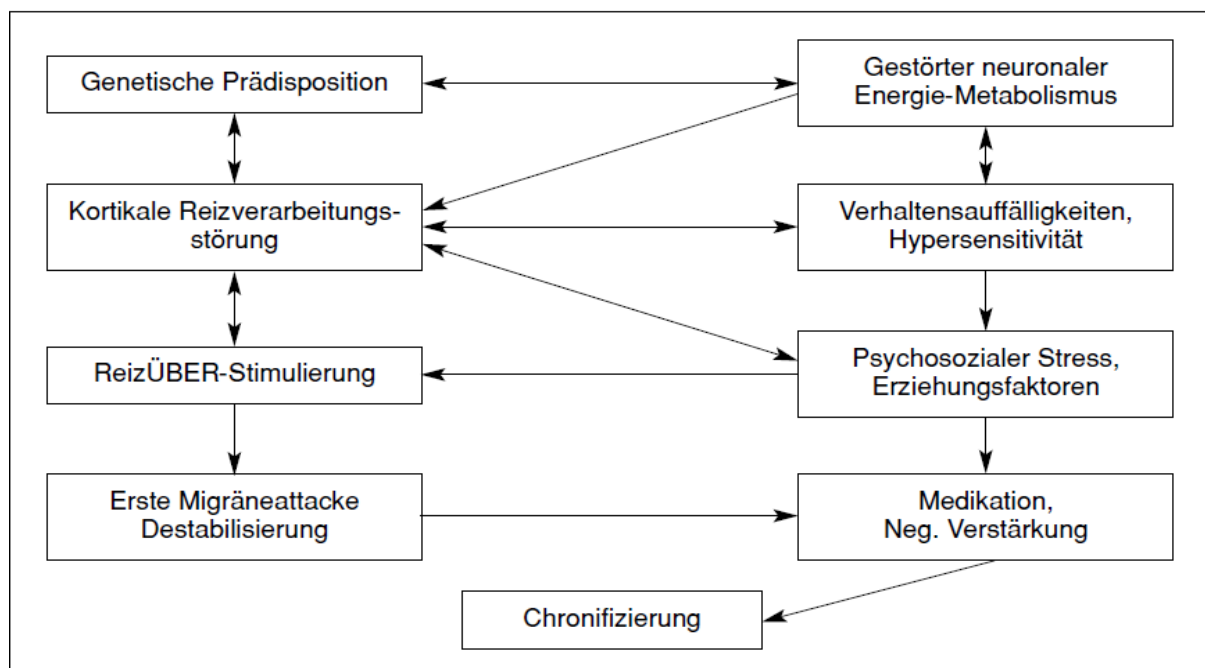 Genetische Prädisposition
Gestörter neuronaler
Energie-Metabolismus
Kortikale Reizverarbeitungs-
störung
Verhaltensauffälligkeiten,
Hypersensitivität
ReizÜBER-Stimulierung
Psychosozialer Stress,
Erziehungsfaktoren
Erste Migräneattacke
Destabilisierung
Medikation,
Neg. Verstärkung
Chronifizierung